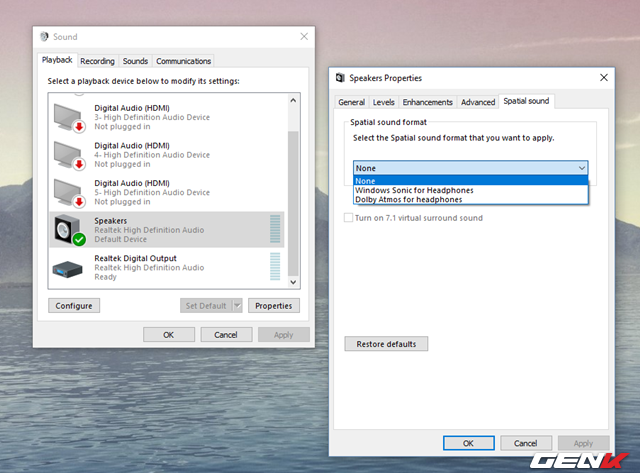 Sound
Playback Recording Sounds Communications
Select a playback device below to modify its settings:
Digital Audio (HDMI)
3- High Definition Audio Device
Not plugged in
Digital Audio (HDMI)
4- High Definition Audio Device
Not plugged in
Digital Audio (HDMI)
5- High Definition Audio Device
Not plugged in
Speakers
Realtek High Definition Audio
Default Device
Realtek Digital Output
Realtek High Definition Audio
Ready
Configure Set Default Properties
OK Cancel Apply
Speakers Properties
General Levels Enhancements Advanced Spatial sound
Spatial sound format
Select the Spatial sound format that you want to apply.
None
None
Windows Sonic for Headphones
Dolby Atmos for headphones
Turn on 7.1 virtual surround sound
Restore defaults
OK Cancel Apply
GENK